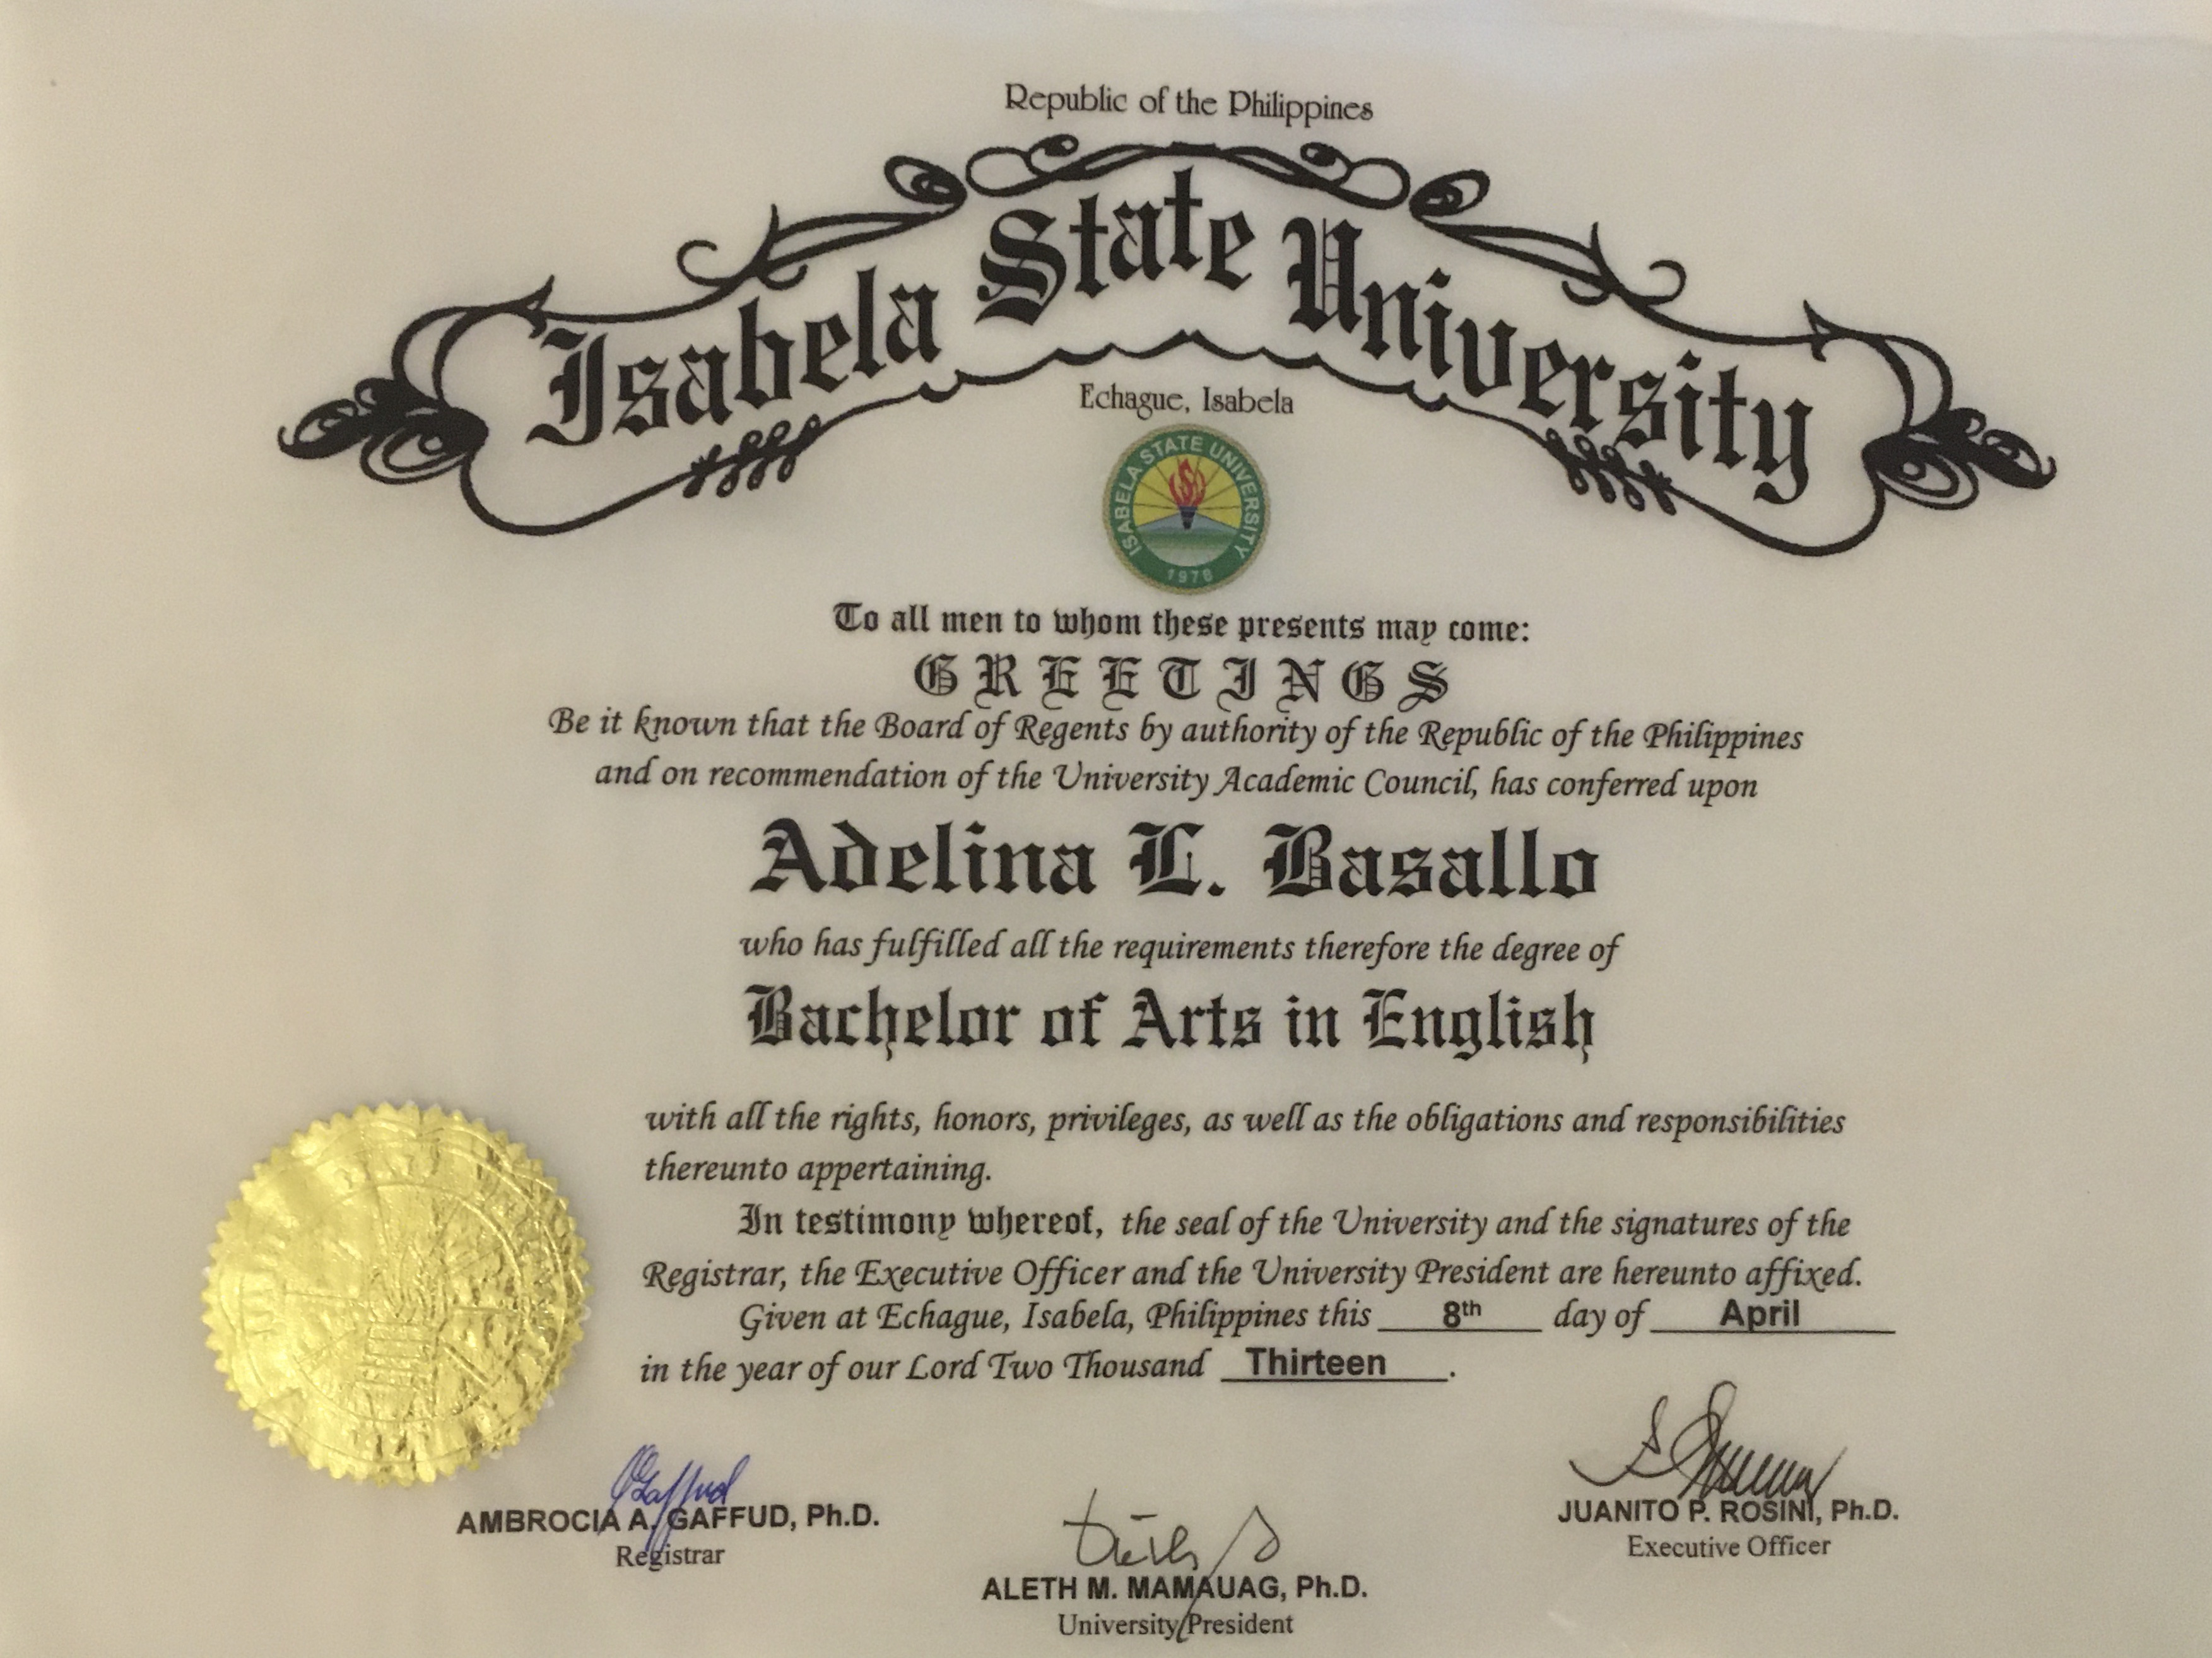 Republic of the Philippines
Isabela State University
Echague, Isabela
ISABELA STATE UNIVERSITY
1978
To all men to whom these presents may come:
GREETINGS
Be it known that the Board of Regents by authority of the Republic of the Philippines
and on recommendation of the University Academic Council, has conferred upon
Adelina L. Basallo
who has fulfilled all the requirements therefore the degree of
Bachelor of Arts in English
with all the rights, honors, privileges, as well as the obligations and responsibilities
thereunto appertaining.
In testimony whereof, the seal of the University and the signatures of the
Registrar, the Executive Officer and the University President are hereunto affixed.
Given at Echague, Isabela, Philippines this 8th day of April
in the year of our Lord Two Thousand Thirteen.
AMBROCIA A. GAFFUD, Ph.D.
Registrar
JUANITO P. ROSINI, Ph.D.
Executive Officer
ALETH M. MAMAUAG, Ph.D.
University President